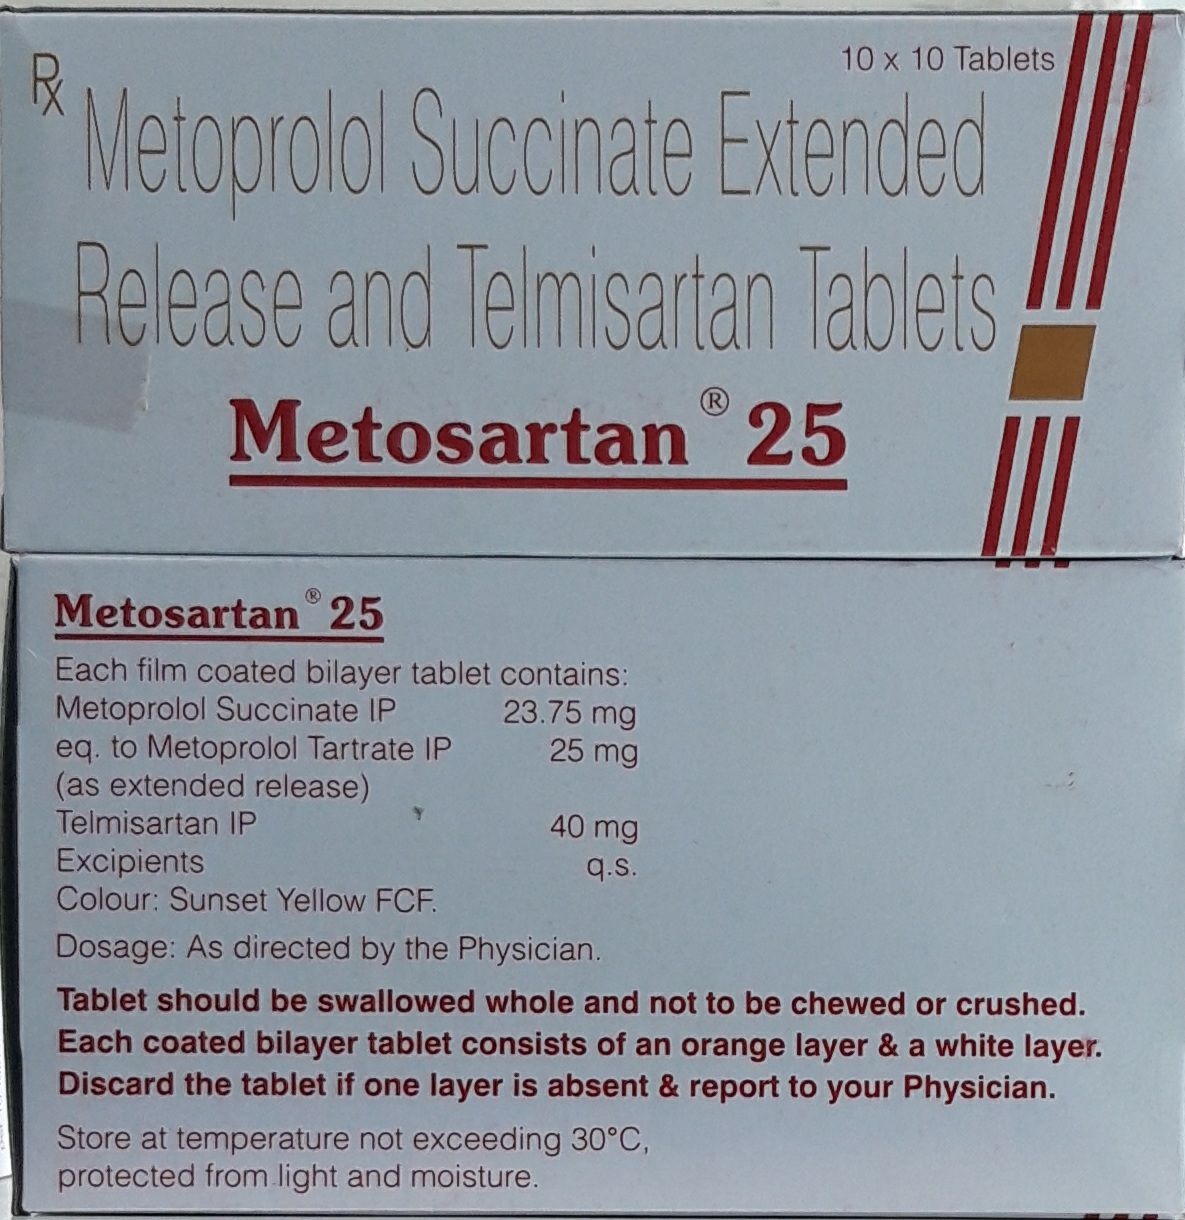 10 x 10 Tablets
Rx
Metoprolol Succinate Extended
Release and Telmisartan Tablets
Metosartan® 25
Metosartan® 25
Each film coated bilayer tablet contains:
Metoprolol Succinate IP 23.75 mg
eq. to Metoprolol Tartrate IP 25 mg
(as extended release)
Telmisartan IP 40 mg
Excipients q.s.
Colour: Sunset Yellow FCF.
Dosage: As directed by the Physician.
Tablet should be swallowed whole and not to be chewed or crushed.
Each coated bilayer tablet consists of an orange layer & a white layer.
Discard the tablet if one layer is absent & report to your Physician.
Store at temperature not exceeding 30°C,
protected from light and moisture.